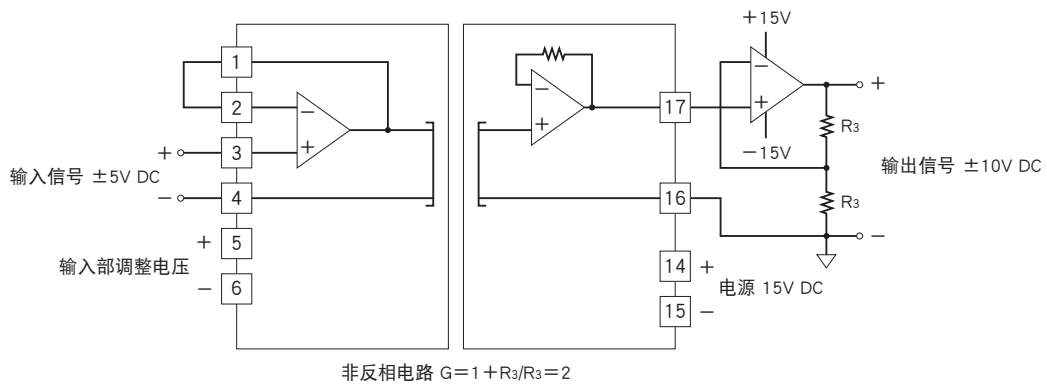 +15V
1
2
3
4
5
6
−
+
+
−
输入信号 ±5V DC
+
−
输入部调整电压
−
+
17
16
14
15
+
−
电源 15V DC
−
+
−15V
R3
R3
+
−
输出信号 ±10V DC
非反相电路 G=1+R3/R3=2